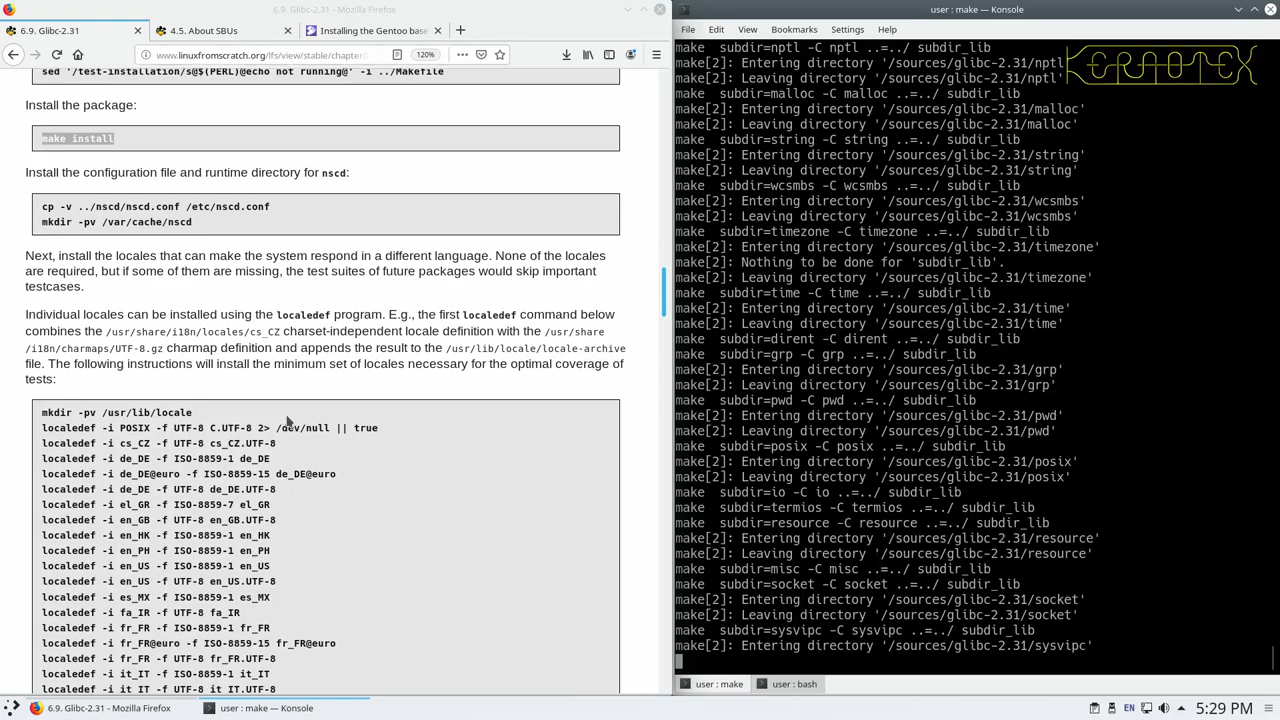 6.9. Glibc-2.31 - Mozilla Firefox
6.9. Glibc-2.31
4.5. About SBUs
Installing the Gentoo base
www.linuxfromscratch.org/lfs/view/stable/chapter
120%
sed '/test-installation/s@$(PERL)@echo not running@' -i ../Makefile
Install the package:
make install
Install the configuration file and runtime directory for nscd:
cp -v ../nscd/nscd.conf /etc/nscd.conf
mkdir -pv /var/cache/nscd
Next, install the locales that can make the system respond in a different language. None of the locales
are required, but if some of them are missing, the test suites of future packages would skip important
testcases.
Individual locales can be installed using the localedef program. E.g., the first localedef command below
combines the /usr/share/i18n/locales/cs_CZ charset-independent locale definition with the /usr/share
/i18n/charmaps/UTF-8.gz charmap definition and appends the result to the /usr/lib/locale/locale-archive
file. The following instructions will install the minimum set of locales necessary for the optimal coverage of
tests:
mkdir -pv /usr/lib/locale
localedef -i POSIX -f UTF-8 C.UTF-8 2> /dev/null || true
localedef -i cs_CZ -f UTF-8 cs_CZ.UTF-8
localedef -i de_DE -f ISO-8859-1 de_DE
localedef -i de_DE@euro -f ISO-8859-15 de_DE@euro
localedef -i de_DE -f UTF-8 de_DE.UTF-8
localedef -i el_GR -f ISO-8859-7 el_GR
localedef -i en_GB -f UTF-8 en_GB.UTF-8
localedef -i en_HK -f ISO-8859-1 en_HK
localedef -i en_PH -f ISO-8859-1 en_PH
localedef -i en_US -f ISO-8859-1 en_US
localedef -i en_US -f UTF-8 en_US.UTF-8
localedef -i es_MX -f ISO-8859-1 es_MX
localedef -i fa_IR -f UTF-8 fa_IR
localedef -i fr_FR -f ISO-8859-1 fr_FR
localedef -i fr_FR@euro -f ISO-8859-15 fr_FR@euro
localedef -i fr_FR -f UTF-8 fr_FR.UTF-8
localedef -i it_IT -f ISO-8859-1 it_IT
localedef -i it_IT -f UTF-8 it_IT.UTF-8
user : make — Konsole
File Edit View Bookmarks Settings Help
make  subdir=nptl -C nptl ..=../ subdir_lib
make[2]: Entering directory '/sources/glibc-2.31/nptl
make[2]: Leaving directory '/sources/glibc-2.31/nptl'
make  subdir=malloc -C malloc ..=../ subdir_lib
make[2]: Entering directory '/sources/glibc-2.31/malloc'
make[2]: Leaving directory '/sources/glibc-2.31/malloc'
make  subdir=string -C string ..=../ subdir_lib
make[2]: Entering directory '/sources/glibc-2.31/string'
make[2]: Leaving directory '/sources/glibc-2.31/string'
make  subdir=wcsmbs -C wcsmbs ..=../ subdir_lib
make[2]: Entering directory '/sources/glibc-2.31/wcsmbs'
make[2]: Leaving directory '/sources/glibc-2.31/wcsmbs'
make  subdir=timezone -C timezone ..=../ subdir_lib
make[2]: Entering directory '/sources/glibc-2.31/timezone'
make[2]: Nothing to be done for 'subdir_lib'.
make[2]: Leaving directory '/sources/glibc-2.31/timezone'
make  subdir=time -C time ..=../ subdir_lib
make[2]: Entering directory '/sources/glibc-2.31/time'
make[2]: Leaving directory '/sources/glibc-2.31/time'
make  subdir=dirent -C dirent ..=../ subdir_lib
make  subdir=grp -C grp ..=../ subdir_lib
make[2]: Entering directory '/sources/glibc-2.31/grp'
make[2]: Leaving directory '/sources/glibc-2.31/grp'
make  subdir=pwd -C pwd ..=../ subdir_lib
make[2]: Entering directory '/sources/glibc-2.31/pwd'
make[2]: Leaving directory '/sources/glibc-2.31/pwd'
make  subdir=posix -C posix ..=../ subdir_lib
make[2]: Entering directory '/sources/glibc-2.31/posix'
make[2]: Leaving directory '/sources/glibc-2.31/posix'
make  subdir=io -C io ..=../ subdir_lib
make  subdir=termios -C termios ..=../ subdir_lib
make  subdir=resource -C resource ..=../ subdir_lib
make[2]: Entering directory '/sources/glibc-2.31/resource'
make[2]: Leaving directory '/sources/glibc-2.31/resource'
make  subdir=misc -C misc ..=../ subdir_lib
make  subdir=socket -C socket ..=../ subdir_lib
make[2]: Entering directory '/sources/glibc-2.31/socket'
make[2]: Leaving directory '/sources/glibc-2.31/socket'
make  subdir=sysvipc -C sysvipc ..=../ subdir_lib
make[2]: Entering directory '/sources/glibc-2.31/sysvipc'
user : make
user : bash
6.9. Glibc-2.31 - Mozilla Firefox
user : make — Konsole
EN
5:29 PM